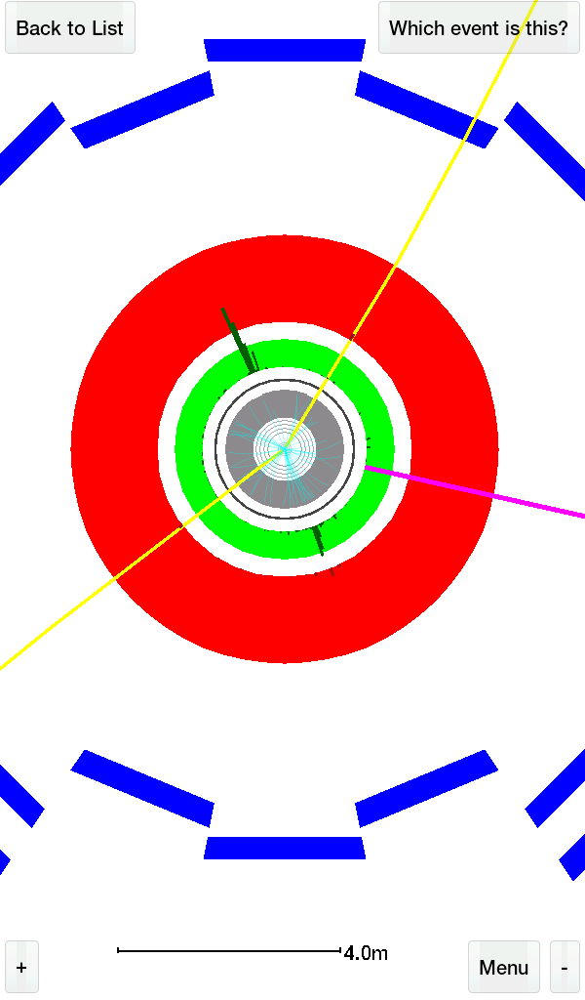 Back to List
Which event is this?
4.0m
+
Menu
-